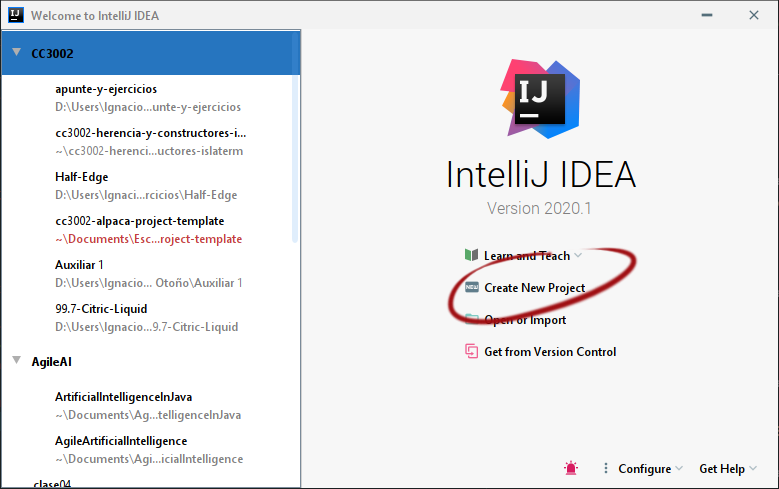 Welcome to IntelliJ IDEA
CC3002
apunte-y-ejercicios
D:\Users\Ignacio...unte-y-ejercicios
cc3002-herencia-y-constructores-i...
~\cc3002-herenci...uctores-islaterm
Half-Edge
D:\Users\Ignaci...rcicios\Half-Edge
cc3002-alpaca-project-template
~\Documents\Esc...roject-template
Auxiliar 1
D:\Users\Ignaci... Otoño\Auxiliar 1
99.7-Citric-Liquid
D:\Users\Ignacio...9.7-Citric-Liquid
AgileAI
ArtificialIntelligenceInJava
~\Documents\Ag...telligenceInJava
AgileArtificialIntelligence
~\Documents\Agi...icialIntelligence
clase04
IJ
IntelliJ IDEA
Version 2020.1
Learn and Teach
NEW Create New Project
Open or Import
Get from Version Control
Configure
Get Help